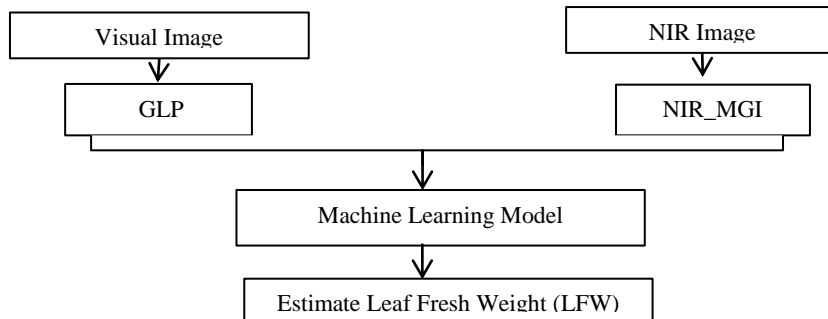 Visual Image
NIR Image
GLP
NIR_MGI
Machine Learning Model
Estimate Leaf Fresh Weight (LFW)